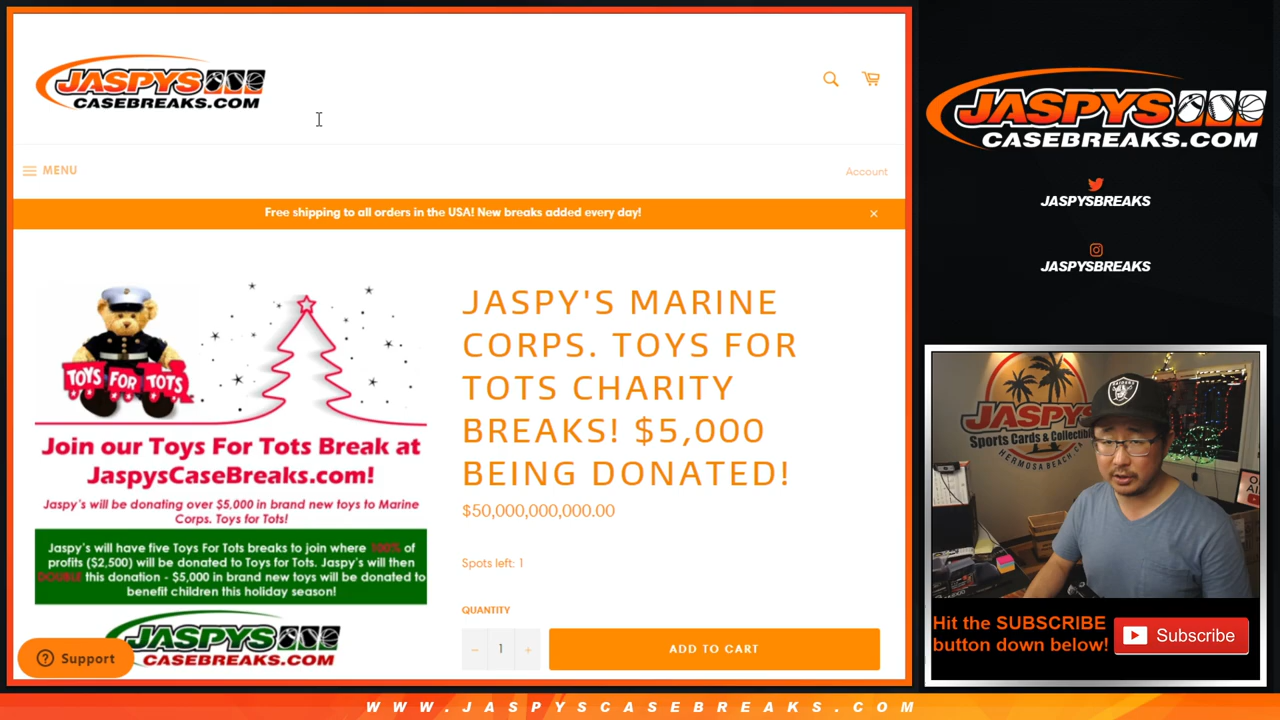 JASPYS
CASEBREAKS.COM
MENU
Account
Free shipping to all orders in the USA! New breaks added every day!
×
TOYS FOR TOTS
Join our Toys For Tots Break at
JaspysCaseBreaks.com!
Jaspy's will be donating over $5,000 in brand new toys to Marine
Corps. Toys for Tots!
Jaspy's will have five Toys For Tots breaks to join where 100% of
profits ($2,500) will be donated to Toys for Tots. Jaspy's will then
DOUBLE this donation - $5,000 in brand new toys will be donated to
benefit children this holiday season!
JASPYS
CASEBREAKS.COM
Support
JASPY'S MARINE
CORPS. TOYS FOR
TOTS CHARITY
BREAKS! $5,000
BEING DONATED!
$50,000,000,000.00
Spots left: 1
QUANTITY
− 1 +
ADD TO CART
JASPYS
CASEBREAKS.COM
JASPYSBREAKS
JASPYSBREAKS
JASPYS
Sports Cards & Collectibles
HERMOSA BEACH, CA
RAIDERS
Hit the SUBSCRIBE
button down below!
Subscribe
WWW.JASPYSCASEBREAKS.COM